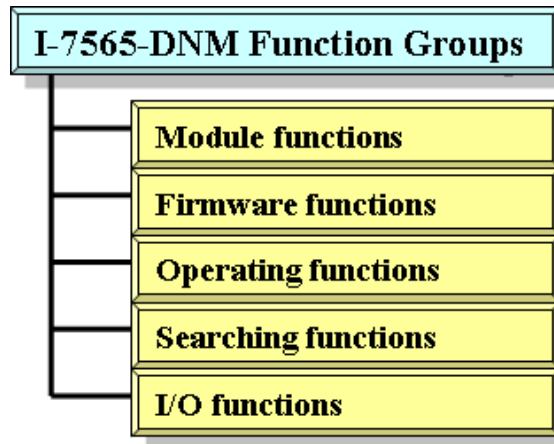 I-7565-DNM Function Groups
Module functions
Firmware functions
Operating functions
Searching functions
I/O functions